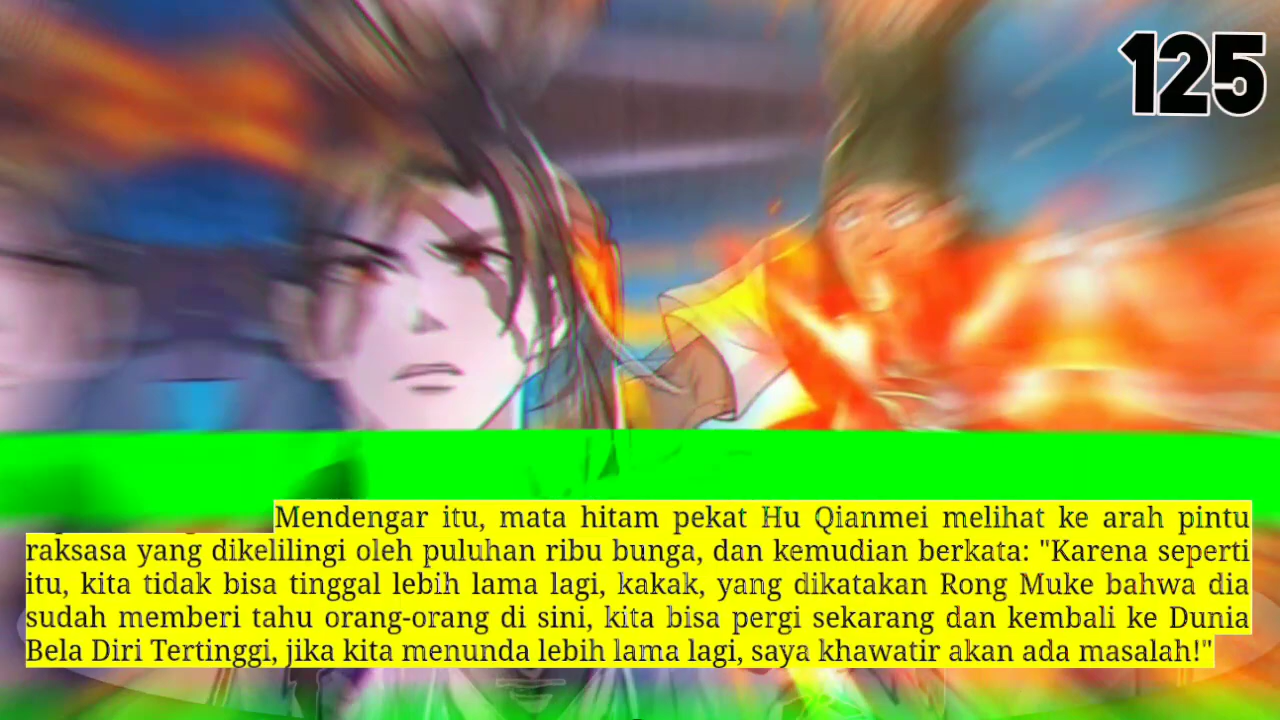 125
Mendengar itu, mata hitam pekat Hu Qianmei melihat ke arah pintu
raksasa yang dikelilingi oleh puluhan ribu bunga, dan kemudian berkata: "Karena seperti
itu, kita tidak bisa tinggal lebih lama lagi, kakak, yang dikatakan Rong Muke bahwa dia
sudah memberi tahu orang-orang di sini, kita bisa pergi sekarang dan kembali ke Dunia
Bela Diri Tertinggi, jika kita menunda lebih lama lagi, saya khawatir akan ada masalah!"